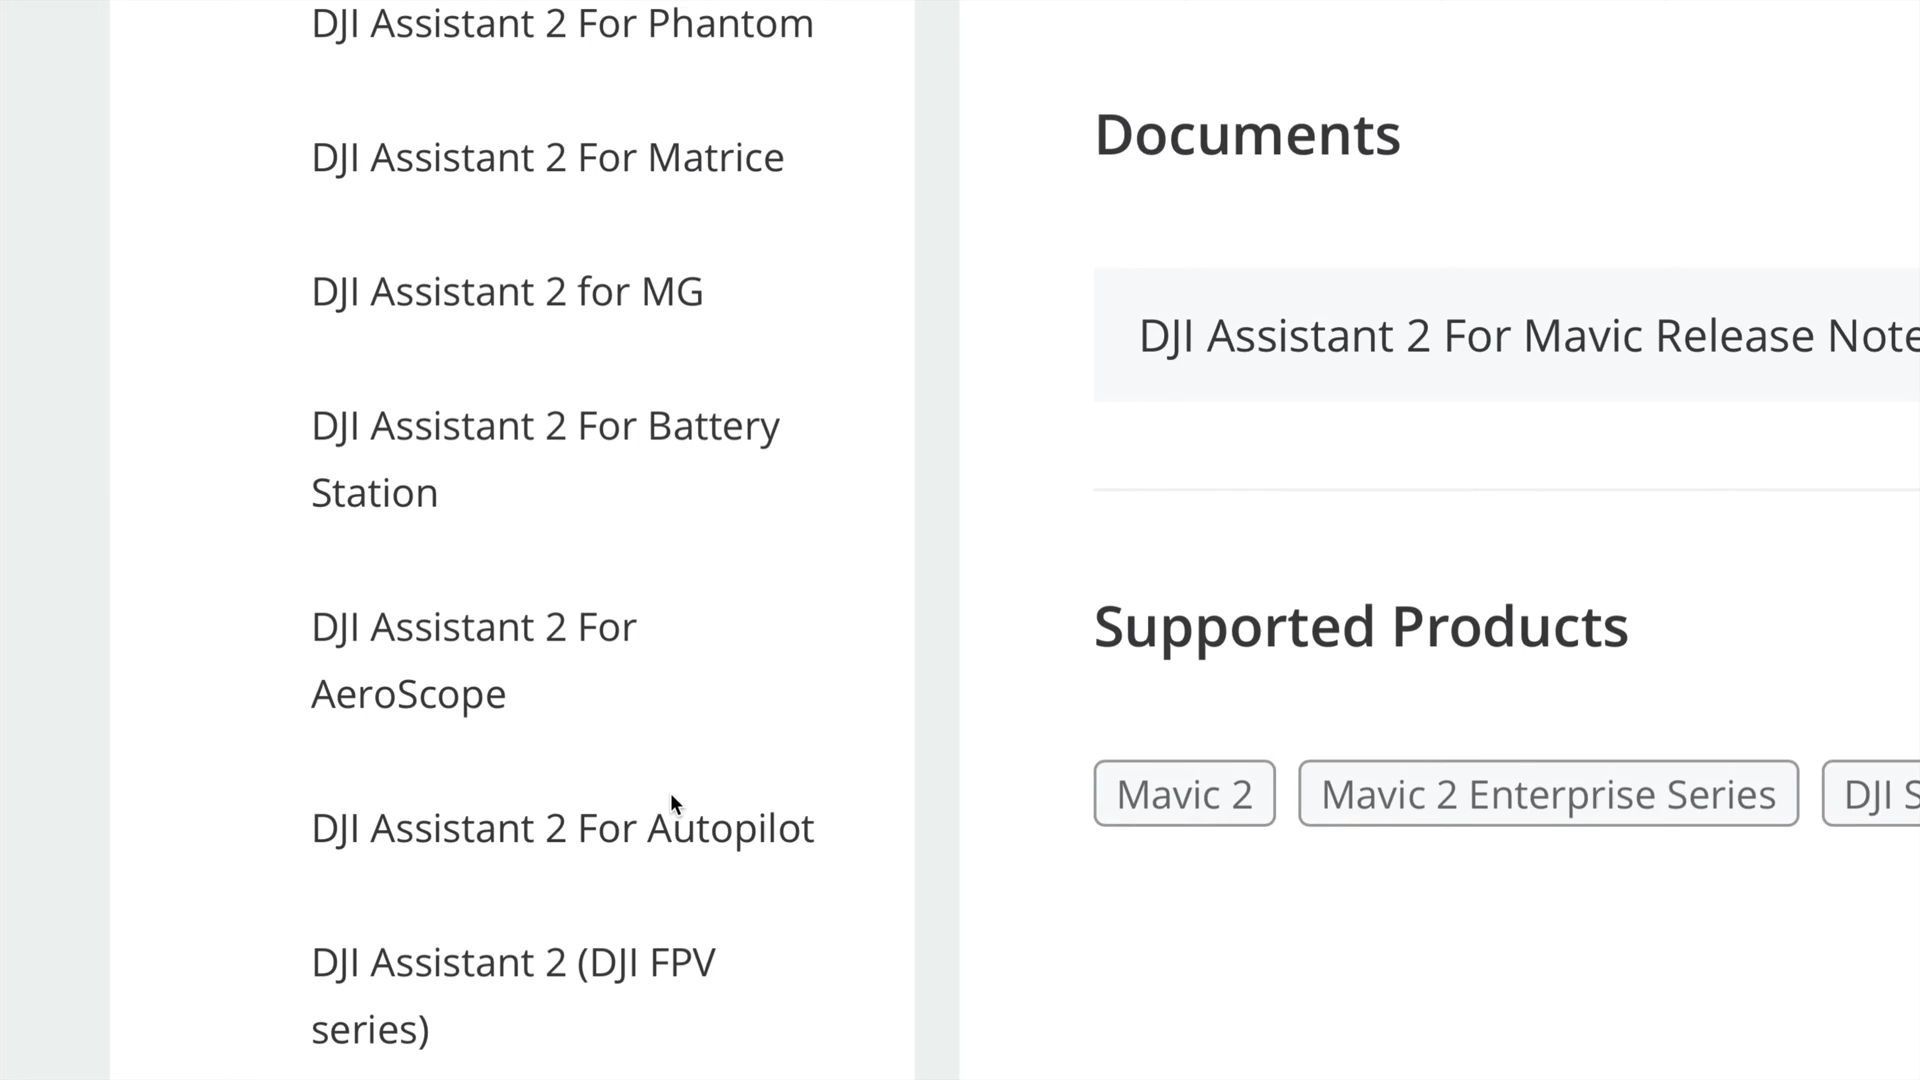 DJI Assistant 2 For Phantom
DJI Assistant 2 For Matrice
DJI Assistant 2 for MG
DJI Assistant 2 For Battery
Station
DJI Assistant 2 For
AeroScope
DJI Assistant 2 For Autopilot
DJI Assistant 2 (DJI FPV
series)
Documents
DJI Assistant 2 For Mavic Release Note
Supported Products
Mavic 2
Mavic 2 Enterprise Series
DJI S